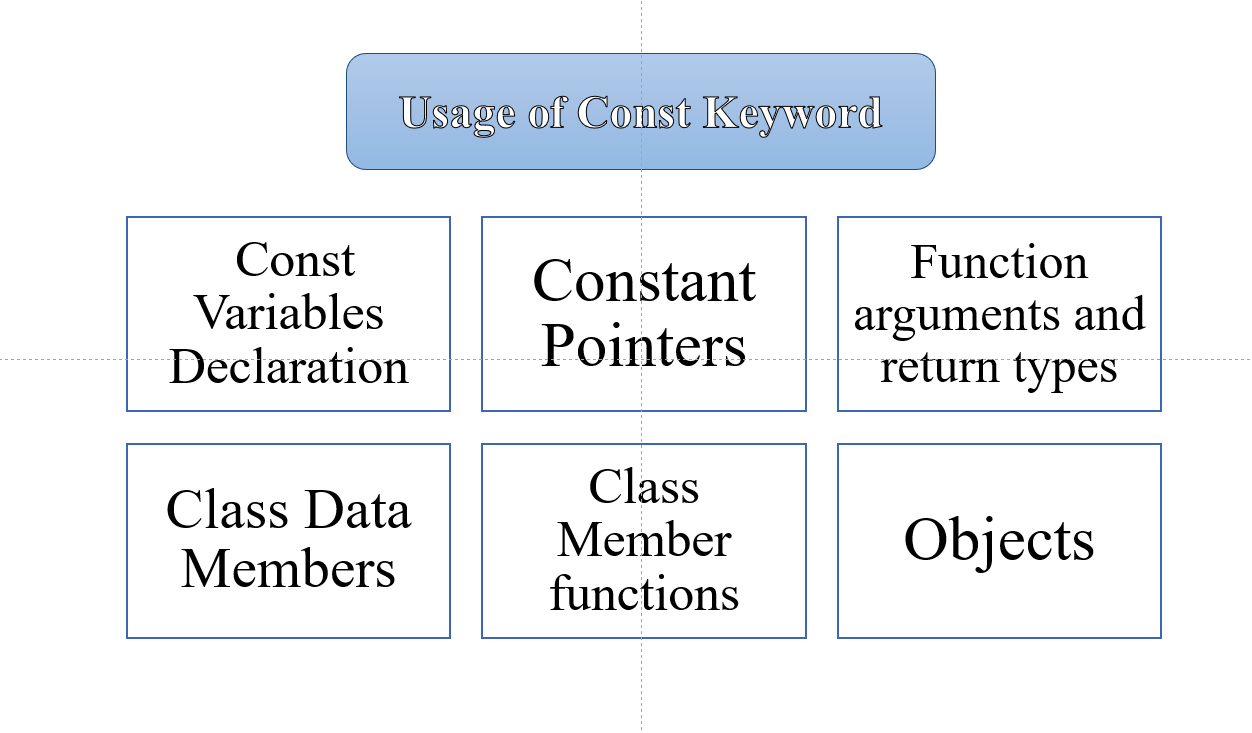 Usage of Const Keyword
Const
Variables
Declaration
Constant
Pointers
Function
arguments and
return types
Class Data
Members
Class
Member
functions
Objects